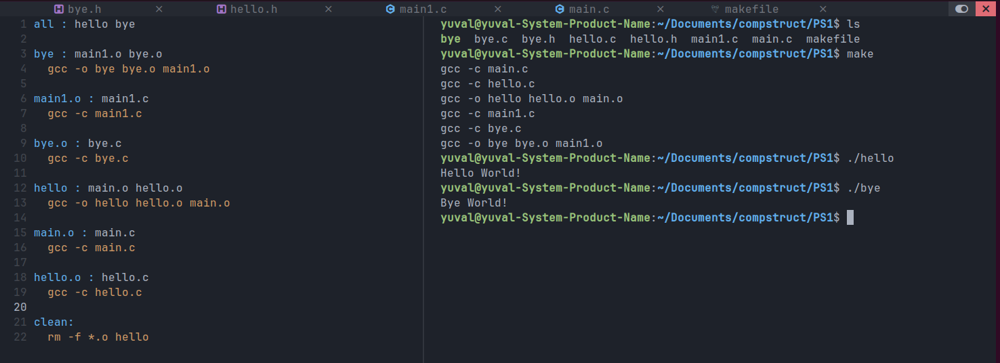 bye.h × hello.h × main1.c × main.c × makefile ×
1 all : hello bye
2
3 bye : main1.o bye.o
4 gcc -o bye bye.o main1.o
5
6 main1.o : main1.c
7 gcc -c main1.c
8
9 bye.o : bye.c
10 gcc -c bye.c
11
12 hello : main.o hello.o
13 gcc -o hello hello.o main.o
14
15 main.o : main.c
16 gcc -c main.c
17
18 hello.o : hello.c
19 gcc -c hello.c
20
21 clean:
22 rm -f *.o hello
yuval@yuval-System-Product-Name:~/Documents/compstruct/PS1$ ls
bye bye.c bye.h hello.c hello.h main1.c main.c makefile
yuval@yuval-System-Product-Name:~/Documents/compstruct/PS1$ make
gcc -c main.c
gcc -c hello.c
gcc -o hello hello.o main.o
gcc -c main1.c
gcc -c bye.c
gcc -o bye bye.o main1.o
yuval@yuval-System-Product-Name:~/Documents/compstruct/PS1$ ./hello
Hello World!
yuval@yuval-System-Product-Name:~/Documents/compstruct/PS1$ ./bye
Bye World!
yuval@yuval-System-Product-Name:~/Documents/compstruct/PS1$